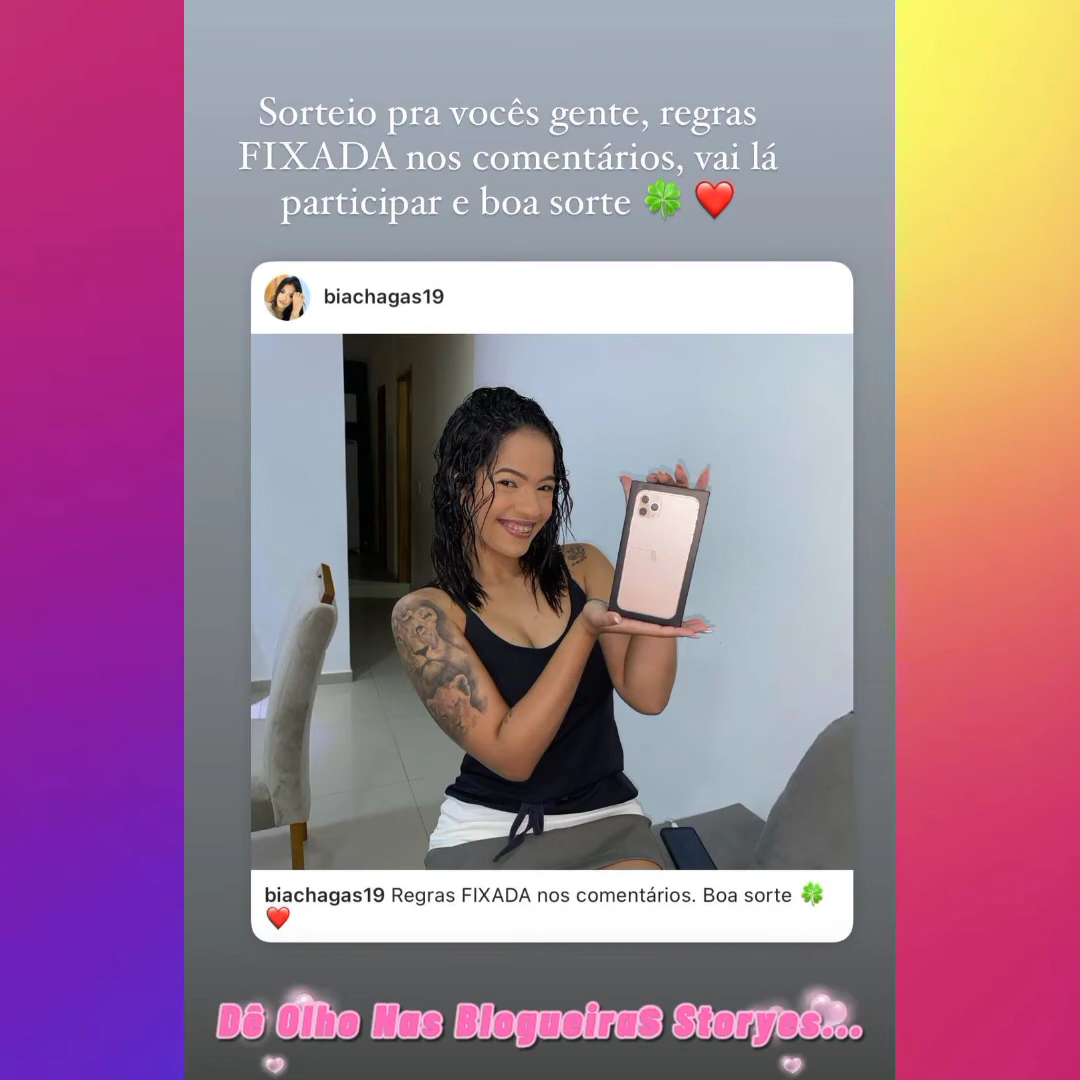 Sorteio pra vocês gente, regras
FIXADA nos comentários, vai lá
participar e boa sorte 🍀 ❤️
biachagas19
biachagas19 Regras FIXADA nos comentários. Boa sorte 🍀
❤️
Dê Olho Nas BlogueiraS Storyes...